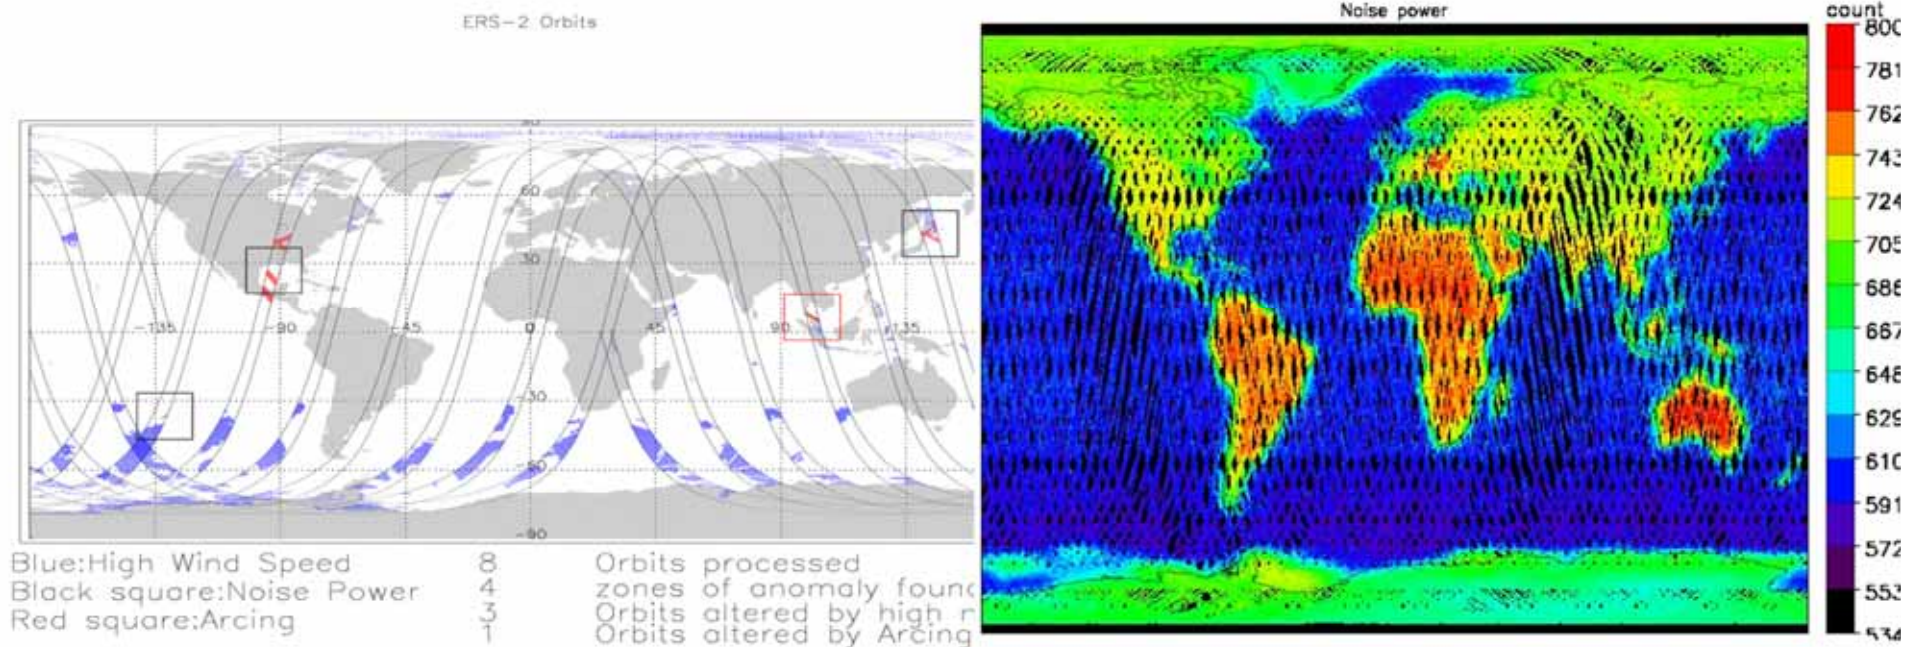 ERS-2 Orbits
90
60
30
-135 -90 -45 0 45 90 135
-30
-60
-90
Blue:High Wind Speed 8 Orbits processed
Black square:Noise Power 4 zones of anomaly found
Red square:Arcing 3 Orbits altered by high n
1 Orbits altered by Arcing
Noise power
count
800
781
762
743
724
705
686
667
648
629
610
591
572
553
534